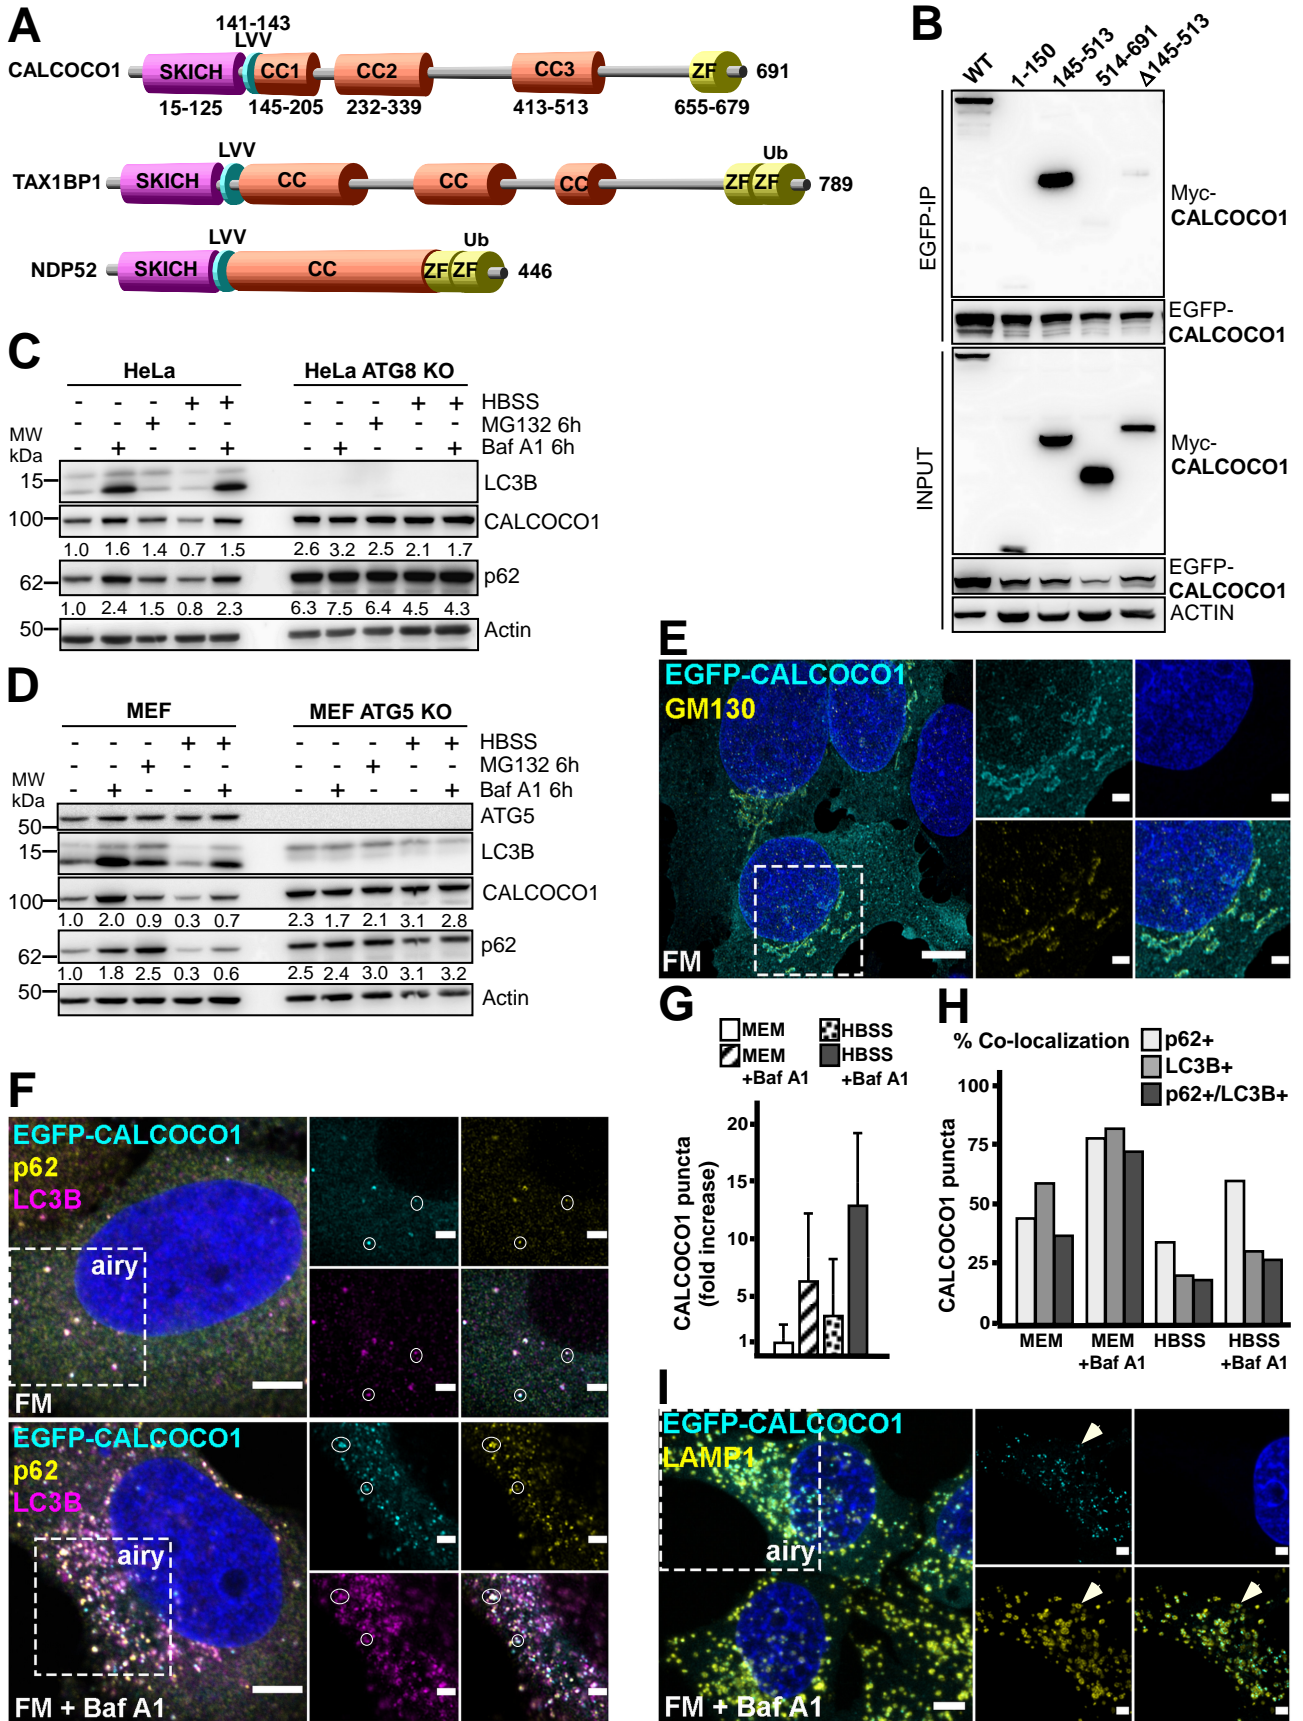 A
141-143
LVV
CALCOCO1 SKICH CC1 CC2 CC3 ZF 691
15-125 145-205 232-339 413-513 655-679
LVV Ub
TAX1BP1 SKICH CC CC CC ZF ZF 789
LVV Ub
NDP52 SKICH CC ZF ZF 446
B
WT 1-150 145-513 514-691 Δ145-513
EGFP-IP
Myc-
CALCOCO1
EGFP-
CALCOCO1
INPUT
Myc-
CALCOCO1
EGFP-
CALCOCO1
ACTIN
C
HeLa HeLa ATG8 KO
- - - + + - - - + + HBSS
- - + - - - - + - - MG132 6h
- + - - + - + - - + Baf A1 6h
MW
kDa
15 LC3B
100 CALCOCO1
1.0 1.6 1.4 0.7 1.5 2.6 3.2 2.5 2.1 1.7
62 p62
1.0 2.4 1.5 0.8 2.3 6.3 7.5 6.4 4.5 4.3
50 Actin
D
MEF MEF ATG5 KO
- - - + + - - - + + HBSS
- - + - - - - + - - MG132 6h
- + - - + - + - - + Baf A1 6h
MW
kDa
50 ATG5
15 LC3B
100 CALCOCO1
1.0 2.0 0.9 0.3 0.7 2.3 1.7 2.1 3.1 2.8
62 p62
1.0 1.8 2.5 0.3 0.6 2.5 2.4 3.0 3.1 3.2
50 Actin
E
EGFP-CALCOCO1
GM130
FM
F
EGFP-CALCOCO1
p62
LC3B
airy
FM
EGFP-CALCOCO1
p62
LC3B
airy
FM + Baf A1
G
MEM HBSS
MEM HBSS
+Baf A1 +Baf A1
CALCOCO1 puncta
(fold increase)
20
15
10
5
1
H
% Co-localization
p62+
LC3B+
p62+/LC3B+
CALCOCO1 puncta
100
75
50
25
0
MEM MEM HBSS HBSS
+Baf A1 +Baf A1
I
EGFP-CALCOCO1
LAMP1
airy
FM + Baf A1